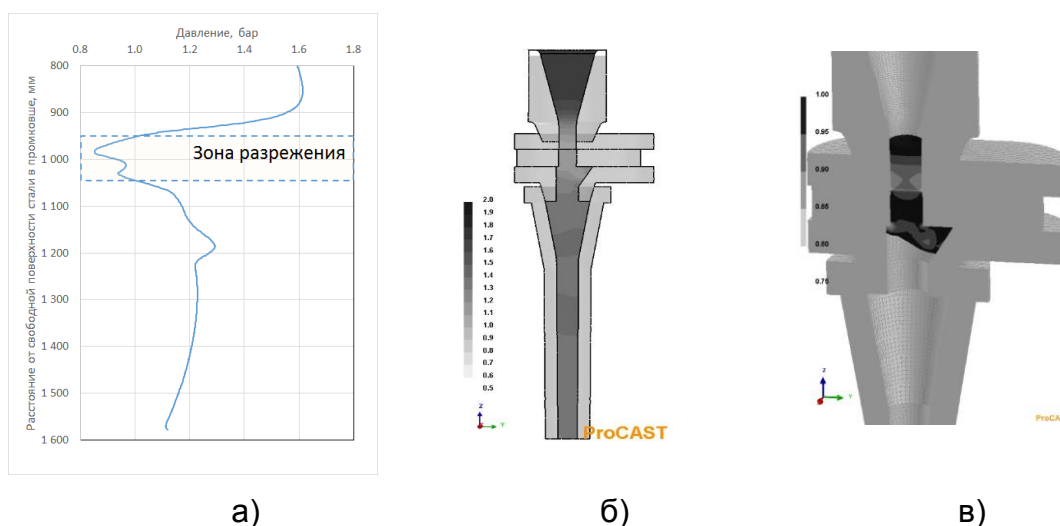 Давление, бар
0.8 1.0 1.2 1.4 1.6 1.8
Расстояние от свободной поверхности стали в промковше, мм
800
900
1 000
1 100
1 200
1 300
1 400
1 500
1 600
Зона разрежения
2.0
1.9
1.8
1.7
1.6
1.5
1.4
1.3
1.2
1.1
1.0
0.9
0.8
0.7
0.6
0.5
Z
Y
ProCAST
1.00
0.95
0.90
0.85
0.80
0.75
Z
Y
ProCAS
а) б) в)